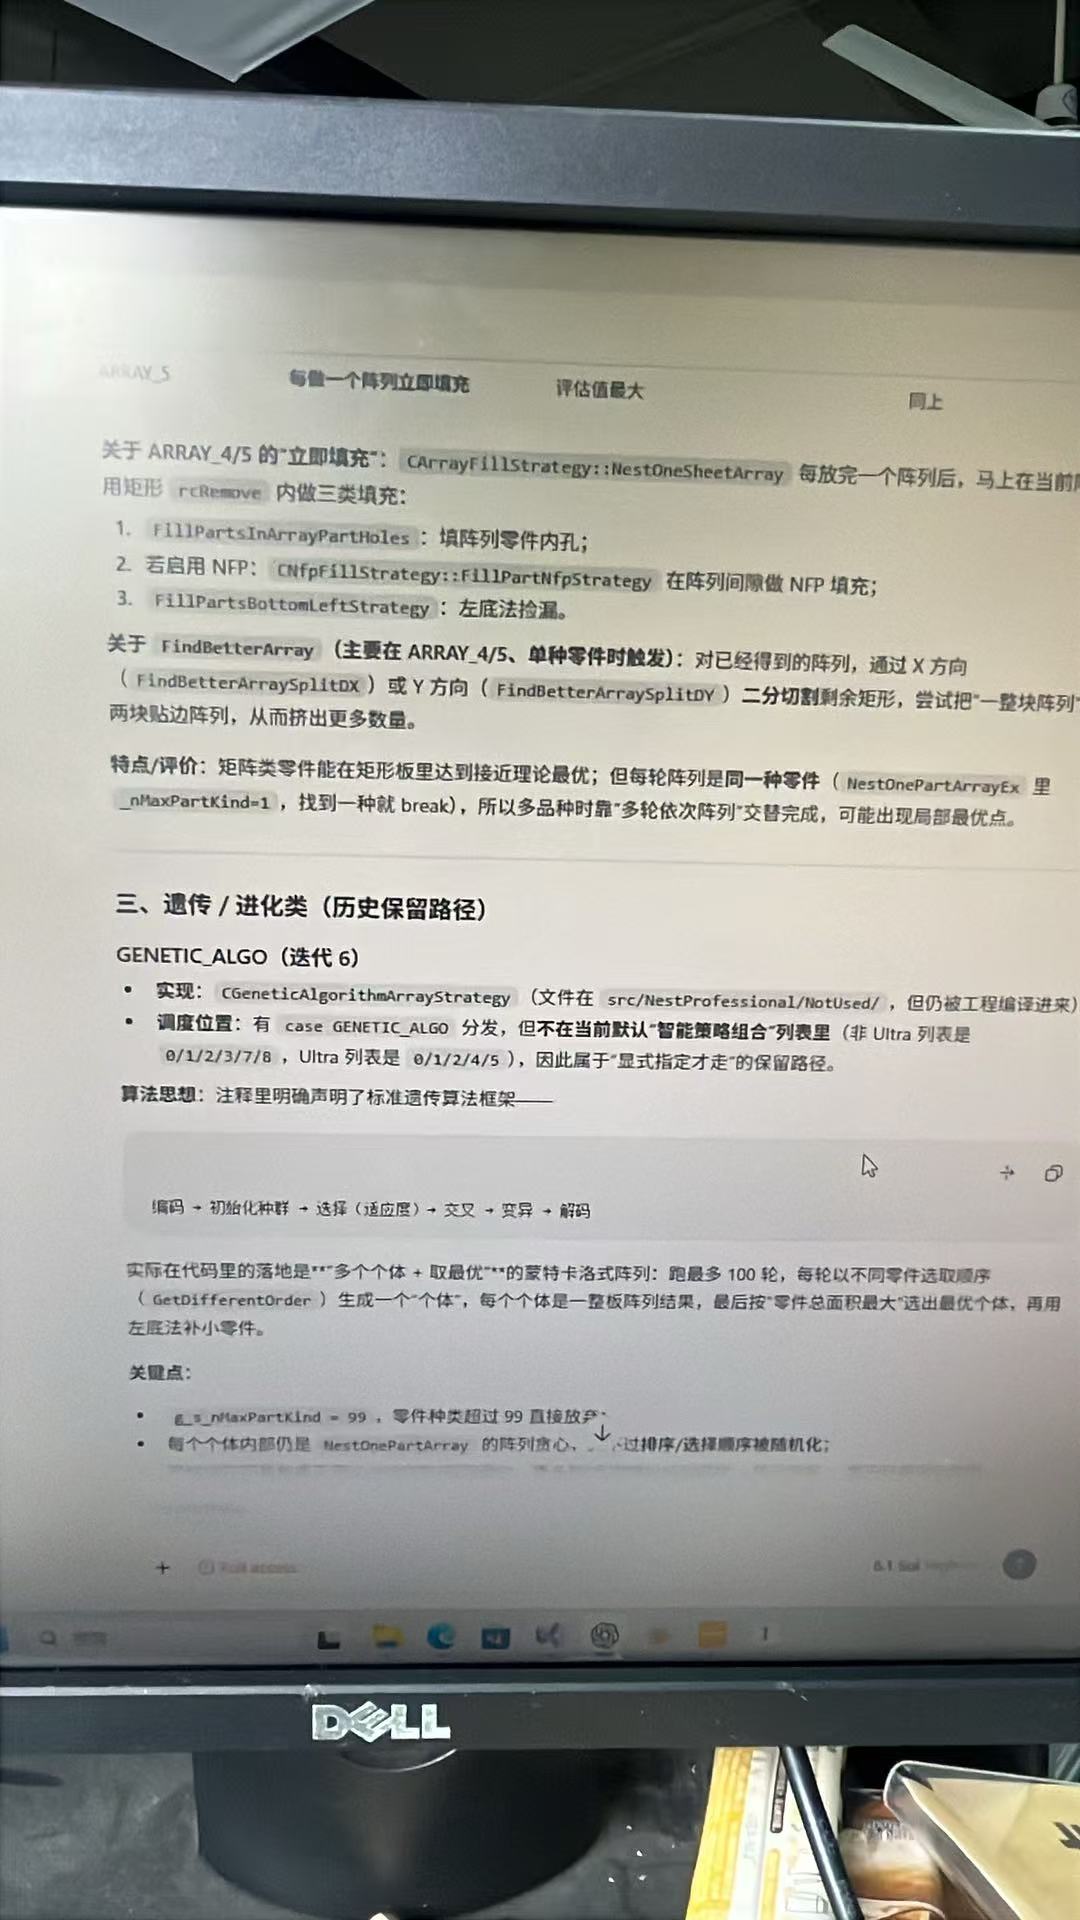 ARRAY_5 每做一个阵列立即填充 评估值最大 同上
关于 ARRAY_4/5 的"立即填充"： CArrayFillStrategy::NestOneSheetArray 每放完一个阵列后，马上在当前
用矩形 rcRemove 内做三类填充：
1. FillPartsInArrayPartHoles ：填阵列零件内孔；
2. 若启用 NFP： CNfpFillStrategy::FillPartNfpStrategy 在阵列间隙做 NFP 填充；
3. FillPartsBottomLeftStrategy ：左底法捡漏。
关于 FindBetterArray （主要在 ARRAY_4/5、单种零件时触发）：对已经得到的阵列，通过 X 方向
（ FindBetterArraySplitDX ）或 Y 方向（ FindBetterArraySplitDY ）二分切割剩余矩形，尝试把"一整块阵列"
两块贴边阵列，从而挤出更多数量。
特点/评价：矩阵类零件能在矩形板里达到接近理论最优；但每轮阵列是同一种零件（ NestOnePartArrayEx 里
_nMaxPartKind=1 ，找到一种就 break），所以多品种时靠"多轮依次阵列"交替完成，可能出现局部最优点。
三、遗传 / 进化类（历史保留路径）
GENETIC_ALGO（迭代 6）
• 实现： CGeneticAlgorithmArrayStrategy （文件在 src/NestProfessional/NotUsed/ ，但仍被工程编译进来）
• 调度位置：有 case GENETIC_ALGO 分发，但不在当前默认"智能策略组合"列表里（非 Ultra 列表是
0/1/2/3/7/8 ，Ultra 列表是 0/1/2/4/5 ），因此属于"显式指定才走"的保留路径。
算法思想：注释里明确声明了标准遗传算法框架——
编码 → 初始化种群 → 选择（适应度）→ 交叉 → 变异 → 解码
实际在代码里的落地是**"多个个体 + 取最优"**的蒙特卡洛式阵列：跑最多 100 轮，每轮以不同零件选取顺序
（ GetDifferentOrder ）生成一个"个体"，每个个体是一整板阵列结果，最后按"零件总面积最大"选出最优个体，再用
左底法补小零件。
关键点：
• g_s_nMaxPartKind = 99 ，零件种类超过 99 直接放弃
• 每个个体内部仍是 NestOnePartArray 的阵列贪心， 过排序/选择顺序被随机化；
+ Full access
DELL